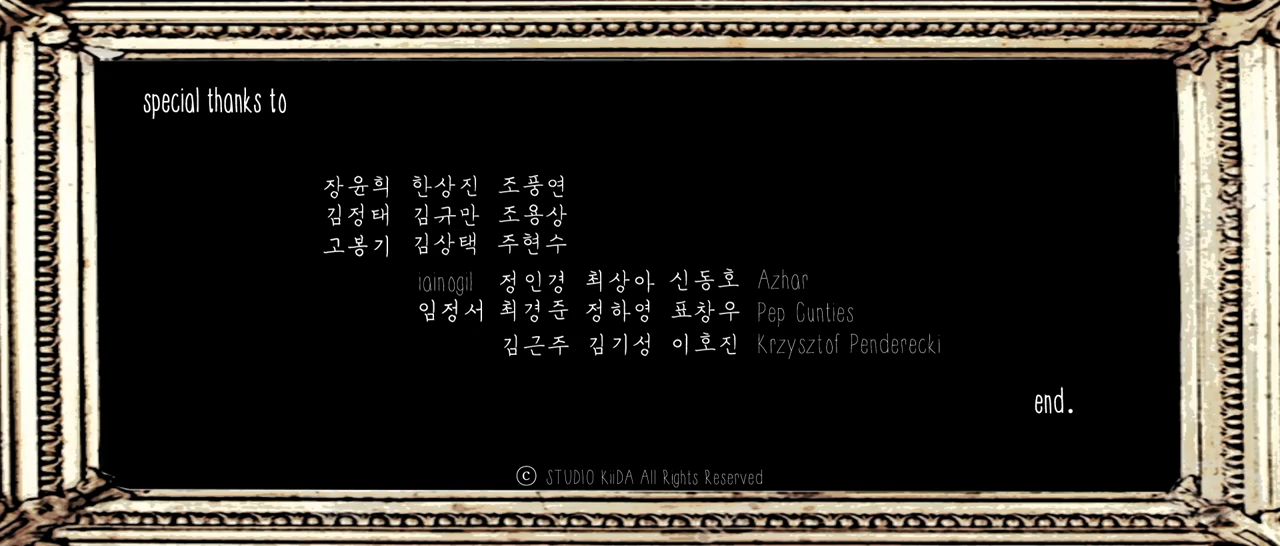 special thanks to
장윤희 한상진 조풍연
김정태 김규만 조용상
고봉기 김상택 주현수
iainogil 정인경 최상아 신동호 Azhar
임정서 최경준 정하영 표창우 Pep Cunties
김근주 김기성 이호진 Krzysztof Penderecki
end.
© STUDIO KiiDA All Rights Reserved